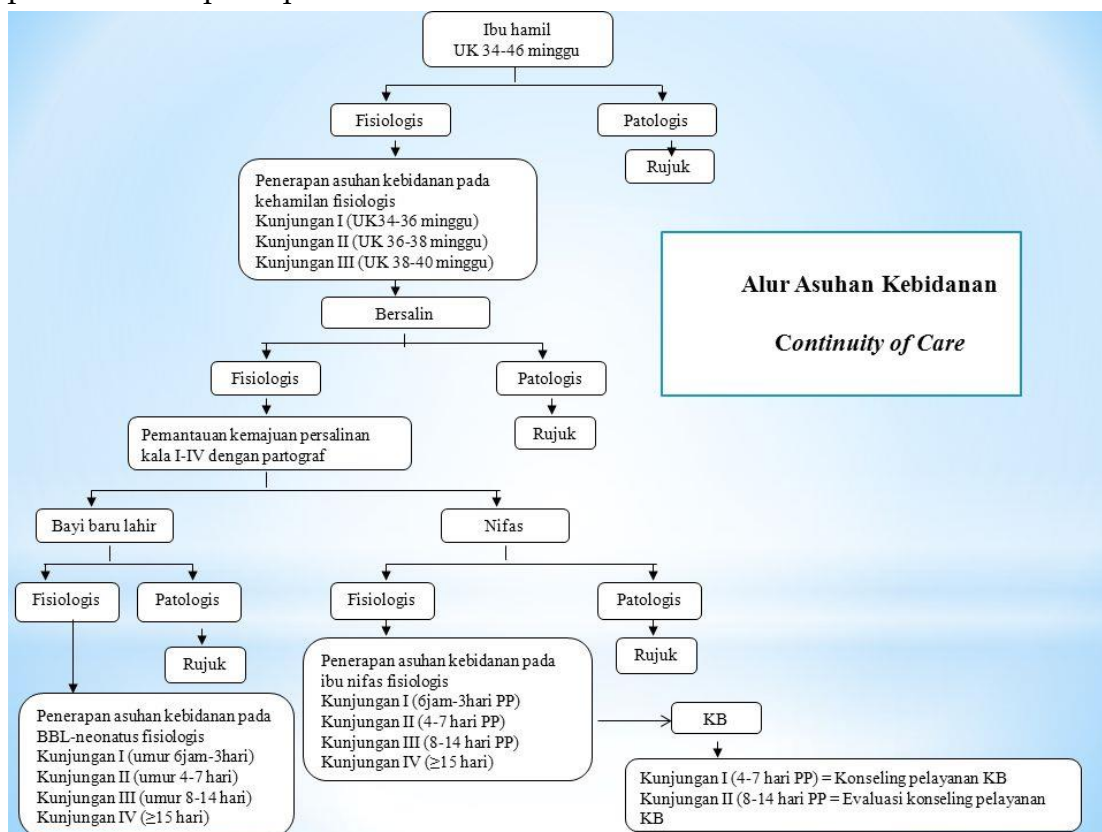 Ibu hamil
UK 34-46 minggu
Fisiologis
Patologis
Rujuk
Penerapan asuhan kebidanan pada
kehamilan fisiologis
Kunjungan I (UK34-36 minggu)
Kunjungan II (UK 36-38 minggu)
Kunjungan III (UK 38-40 minggu)
Alur Asuhan Kebidanan
Continuity of Care
Bersalin
Fisiologis
Patologis
Rujuk
Pemantauan kemajuan persalinan
kala I-IV dengan partograf
Bayi baru lahir
Nifas
Fisiologis
Patologis
Fisiologis
Patologis
Rujuk
Rujuk
Penerapan asuhan kebidanan pada
BBL-neonatus fisiologis
Kunjungan I (umur 6jam-3hari)
Kunjungan II (umur 4-7 hari)
Kunjungan III (umur 8-14 hari)
Kunjungan IV (≥15 hari)
Penerapan asuhan kebidanan pada
ibu nifas fisiologis
Kunjungan I (6jam-3hari PP)
Kunjungan II (4-7 hari PP)
Kunjungan III (8-14 hari PP)
Kunjungan IV (≥15 hari)
KB
Kunjungan I (4-7 hari PP) = Konseling pelayanan KB
Kunjungan II (8-14 hari PP = Evaluasi konseling pelayanan
KB